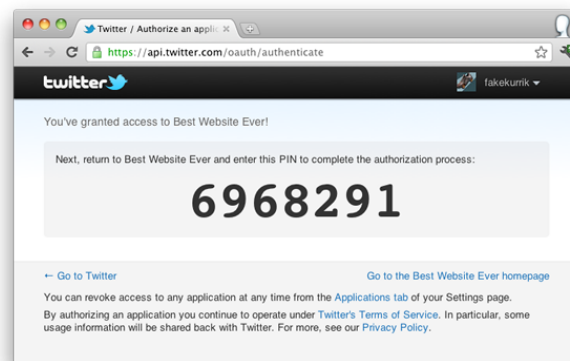 Twitter / Authorize an applic
https://api.twitter.com/oauth/authenticate
twitter
fakekurrik
You've granted access to Best Website Ever!
Next, return to Best Website Ever and enter this PIN to complete the authorization process:
6968291
← Go to Twitter
Go to the Best Website Ever homepage
You can revoke access to any application at any time from the Applications tab of your Settings page.
By authorizing an application you continue to operate under Twitter's Terms of Service. In particular, some
usage information will be shared back with Twitter. For more, see our Privacy Policy.